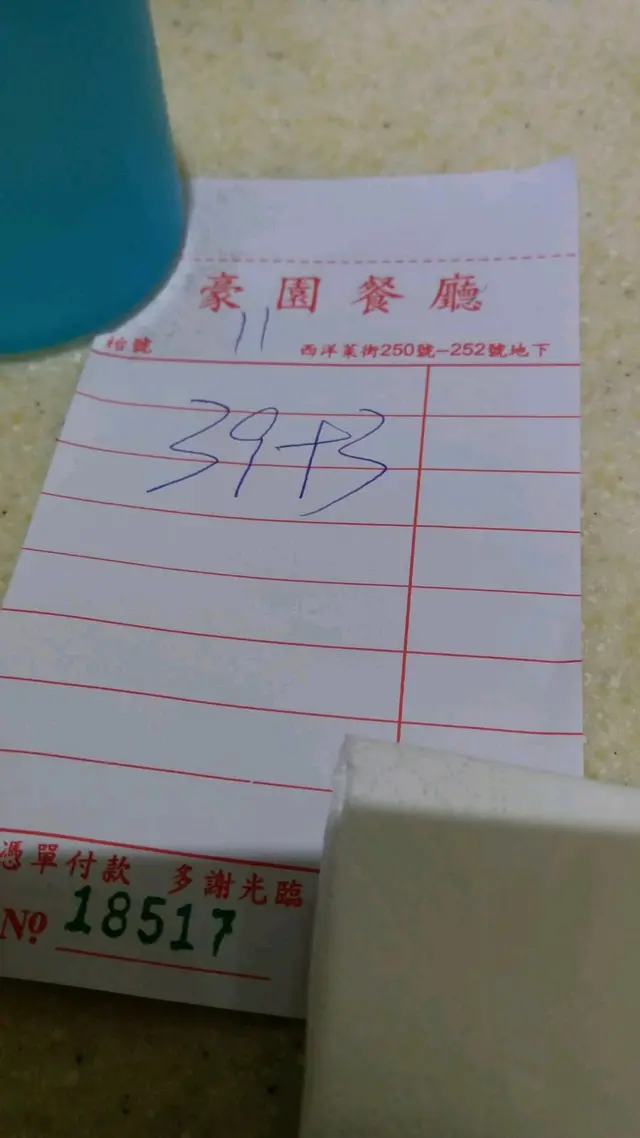 豪園餐廳
枱號 11 西洋菜街250號-252號地下
39+3
憑單付款 多謝光臨
No 18517